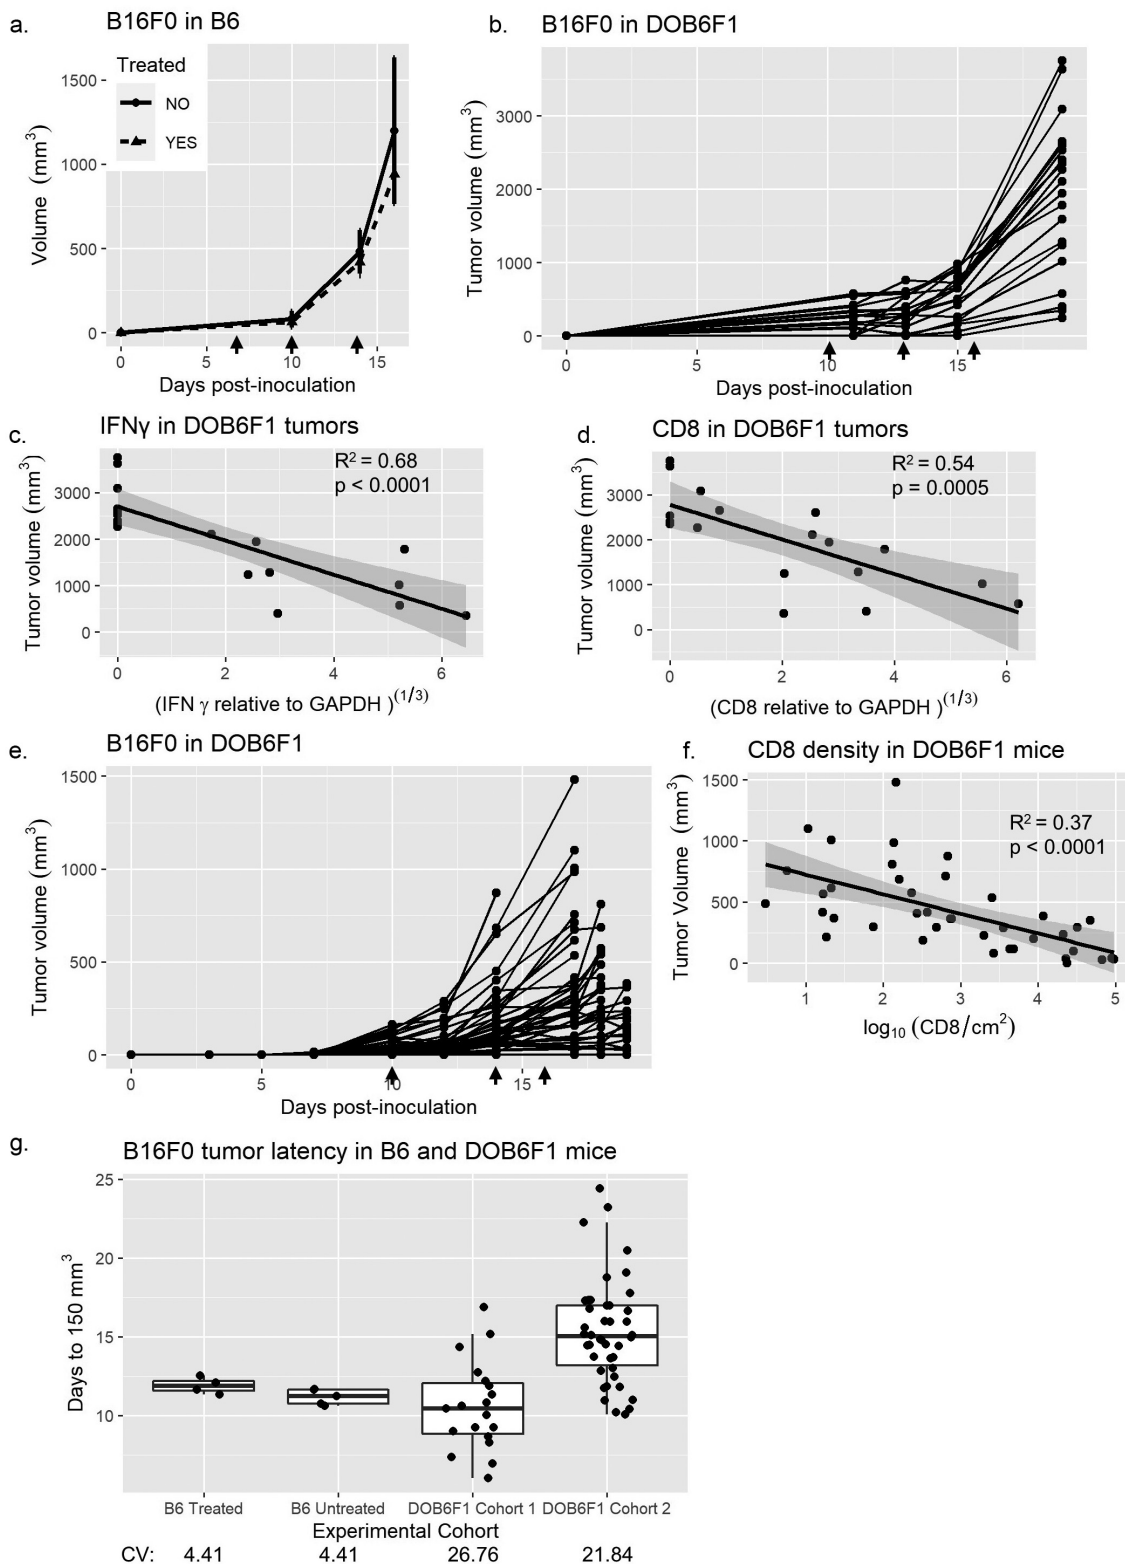 a.
B16F0 in B6
Treated
NO
YES
Volume (mm³)
1500
1000
500
0
0 5 10 15
Days post-inoculation
b.
B16F0 in DOB6F1
Tumor volume (mm³)
3000
2000
1000
0
0 5 10 15
Days post-inoculation
c.
IFNγ in DOB6F1 tumors
R² = 0.68
p < 0.0001
Tumor volume (mm³)
3000
2000
1000
0
0 2 4 6
(IFN γ relative to GAPDH )^(1/3)
d.
CD8 in DOB6F1 tumors
R² = 0.54
p = 0.0005
Tumor volume (mm³)
3000
2000
1000
0
0 2 4 6
(CD8 relative to GAPDH )^(1/3)
e.
B16F0 in DOB6F1
Tumor volume (mm³)
1500
1000
500
0
0 5 10 15
Days post-inoculation
f.
CD8 density in DOB6F1 mice
R² = 0.37
p < 0.0001
Tumor Volume (mm³)
1500
1000
500
0
1 2 3 4 5
log₁₀ (CD8/cm²)
g.
B16F0 tumor latency in B6 and DOB6F1 mice
Days to 150 mm³
25
20
15
10
B6 Treated B6 Untreated DOB6F1 Cohort 1 DOB6F1 Cohort 2
Experimental Cohort
CV: 4.41 4.41 26.76 21.84